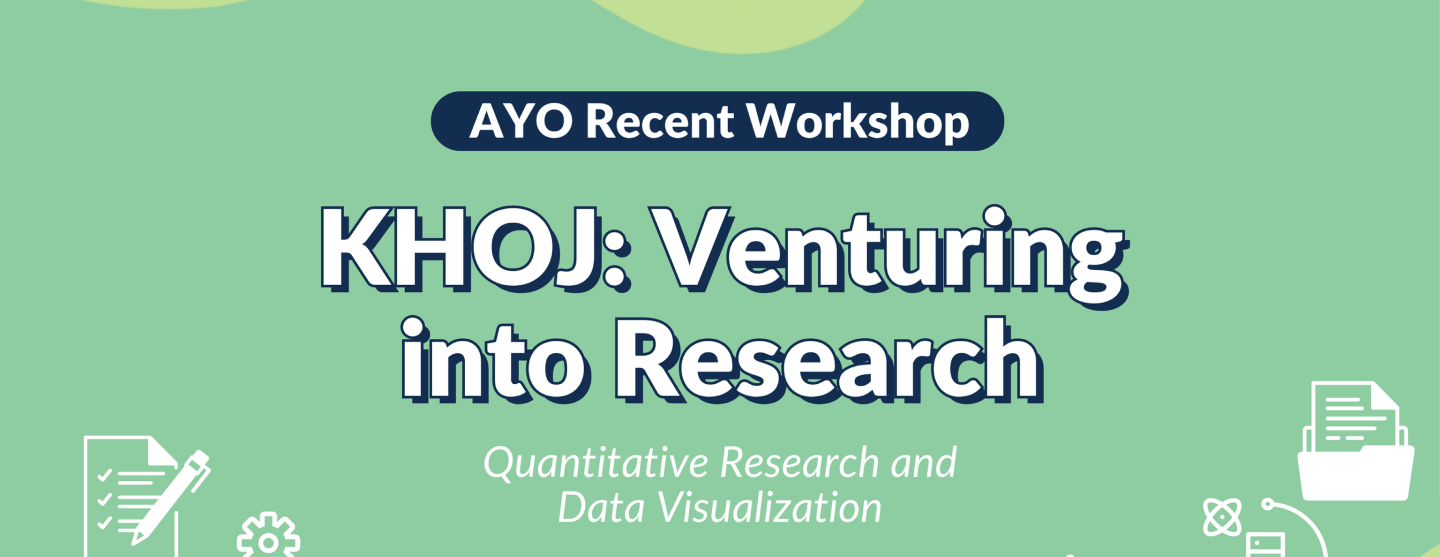 AYO Recent Workshop
KHOJ: Venturing
into Research
Quantitative Research and
Data Visualization